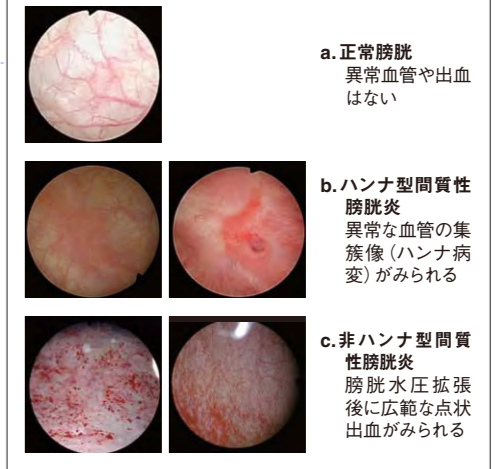 a.正常膀胱
異常血管や出血
はない
b.ハンナ型間質性
膀胱炎
異常な血管の集
簇像（ハンナ病
変）がみられる
c.非ハンナ型間質
性膀胱炎
膀胱水圧拡張
後に広範な点状
出血がみられる